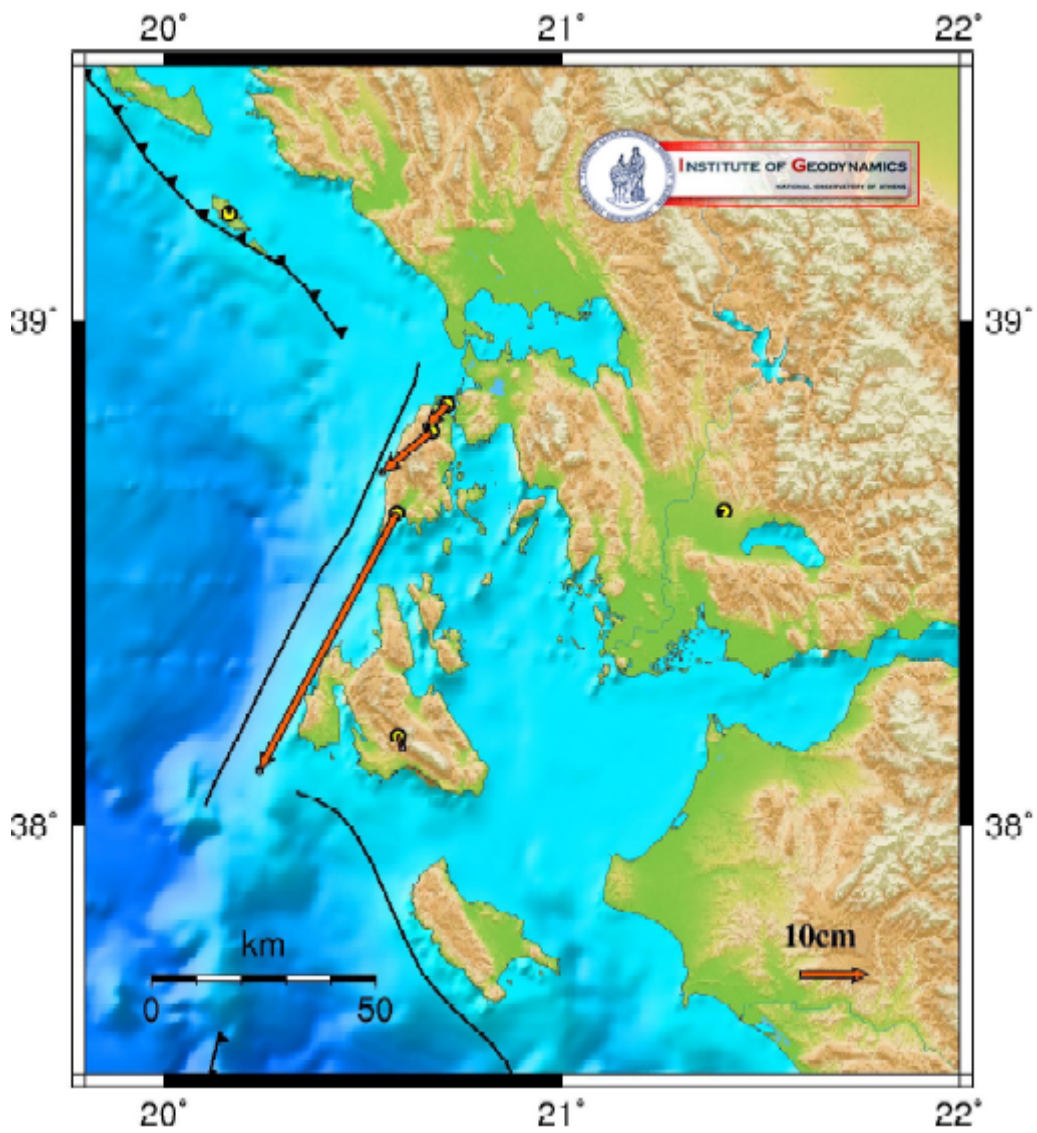 20° 21° 22°
INSTITUTE OF GEODYNAMICS
NATIONAL OBSERVATORY OF ATHENS
39° 39°
38° 38°
km
0 50
10cm
20° 21° 22°